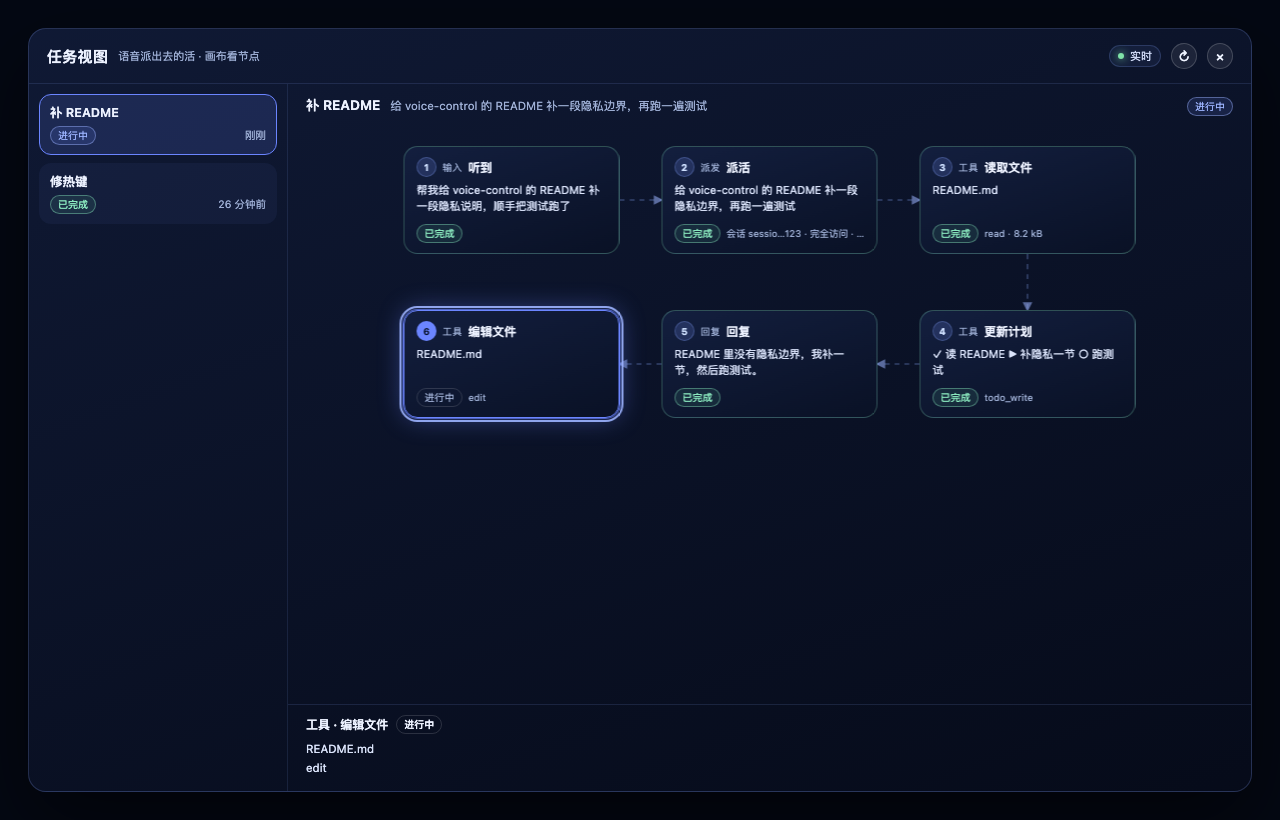 任务视图 语音派出去的活 · 画布看节点
实时 ↻ ×
补 README
进行中 刚刚
修热键
已完成 26 分钟前
补 README 给 voice-control 的 README 补一段隐私边界，再跑一遍测试
进行中
1 输入 听到
帮我给 voice-control 的 README 补
一段隐私说明，顺手把测试跑了
已完成
2 派发 派活
给 voice-control 的 README 补一段
隐私边界，再跑一遍测试
已完成 会话 sessio…123 · 完全访问 · …
3 工具 读取文件
README.md
已完成 read · 8.2 kB
4 工具 更新计划
✓ 读 README ▶ 补隐私一节 ○ 跑测
试
已完成 todo_write
5 回复 回复
README 里没有隐私边界，我补一
节，然后跑测试。
已完成
6 工具 编辑文件
README.md
进行中 edit
工具 · 编辑文件 进行中
README.md
edit